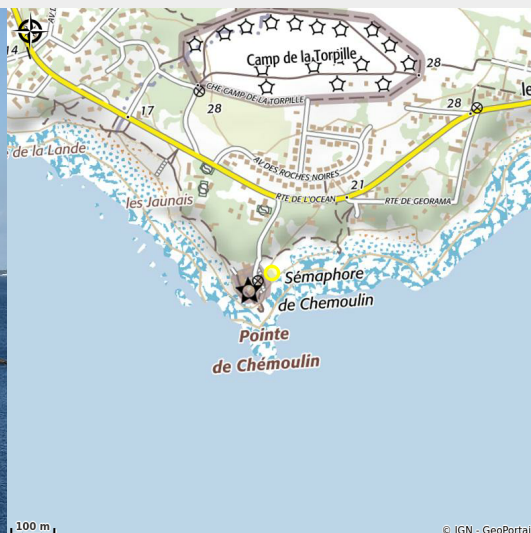 14
Camp de la Torpille
28
CHE CAMP DE LA TORPILLE
28
28
le
17
AV DES ROCHES NOIRES
de la Lande
21
RTE DE L'OCEAN
RTE DE GEORAMA
les Jaunais
Sémaphore
de Chemoulin
Pointe
de Chémoulin
100 m
© IGN - GeoPortai